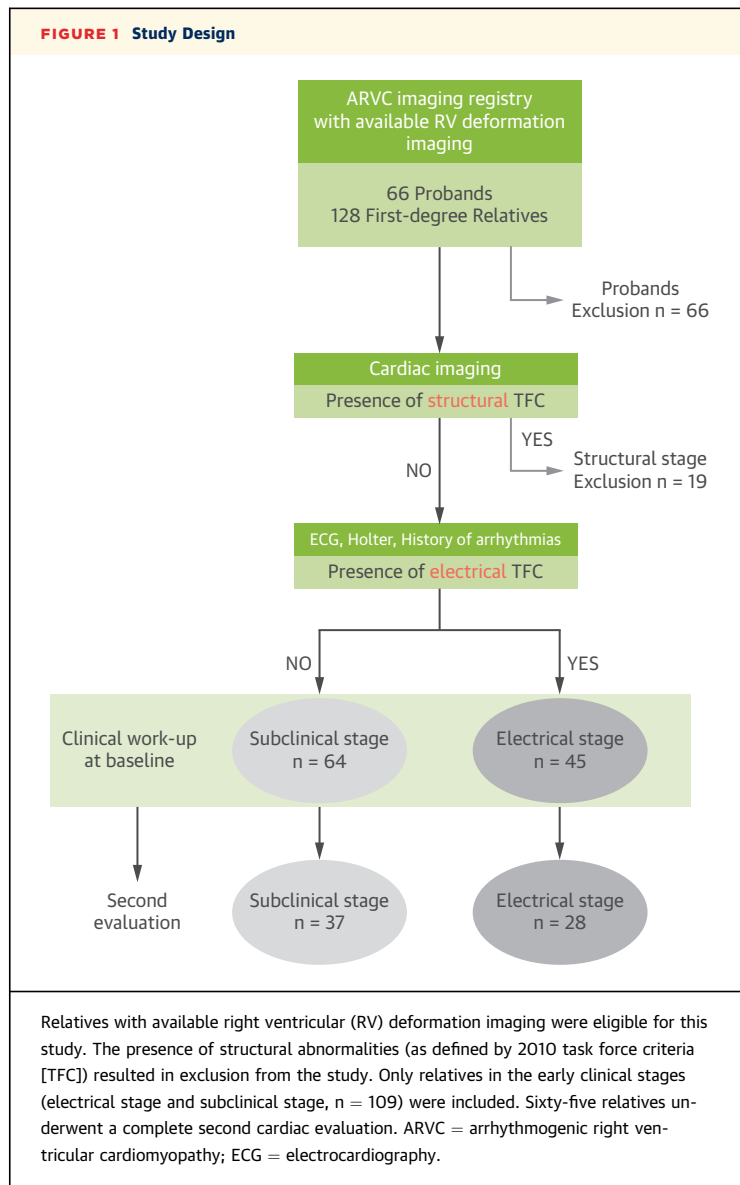 FIGURE 1 Study Design
ARVC imaging registry
with available RV deformation
imaging
66 Probands
128 First-degree Relatives
Probands
Exclusion n = 66
Cardiac imaging
Presence of structural TFC
YES
NO
Structural stage
Exclusion n = 19
ECG, Holter, History of arrhythmias
Presence of electrical TFC
NO
YES
Clinical work-up
at baseline
Subclinical stage
n = 64
Electrical stage
n = 45
Second
evaluation
Subclinical stage
n = 37
Electrical stage
n = 28
Relatives with available right ventricular (RV) deformation imaging were eligible for this
study. The presence of structural abnormalities (as defined by 2010 task force criteria
[TFC]) resulted in exclusion from the study. Only relatives in the early clinical stages
(electrical stage and subclinical stage, n = 109) were included. Sixty-five relatives un-
derwent a complete second cardiac evaluation. ARVC = arrhythmogenic right ven-
tricular cardiomyopathy; ECG = electrocardiography.